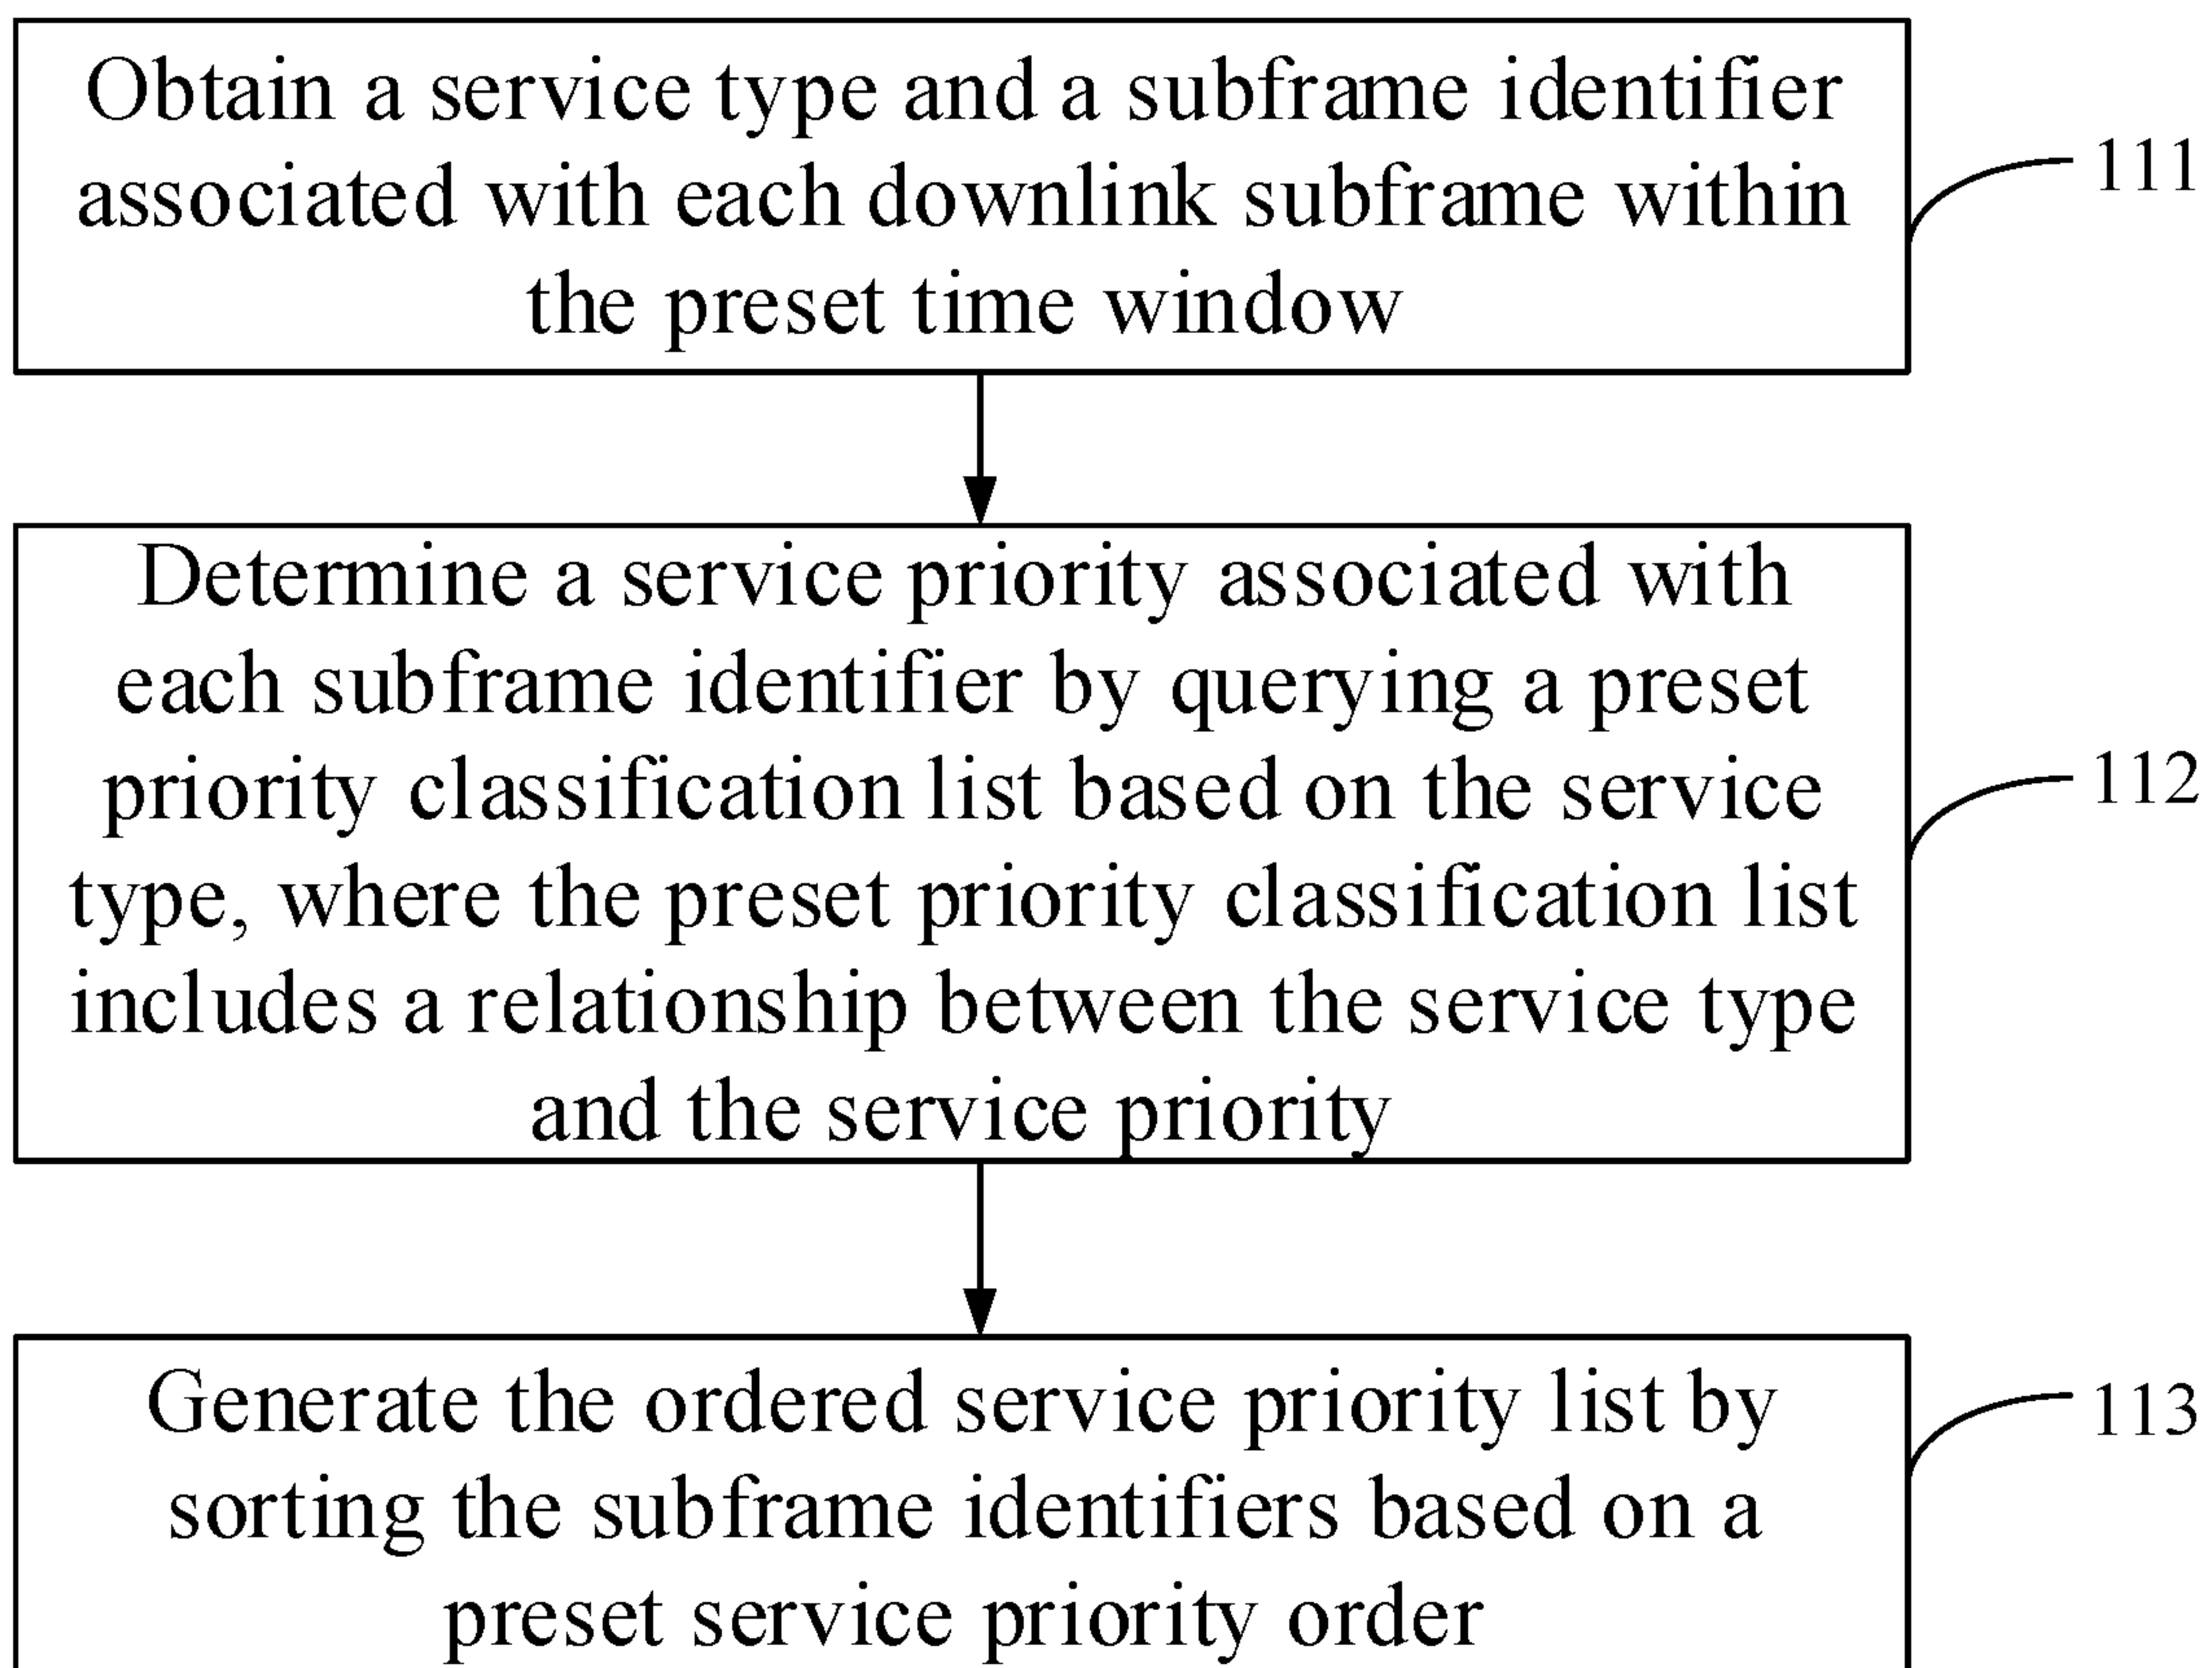 Obtain a service type and a subframe identifier
associated with each downlink subframe within
the preset time window
111
Determine a service priority associated with
each subframe identifier by querying a preset
priority classification list based on the service
type, where the preset priority classification list
includes a relationship between the service type
and the service priority
112
Generate the ordered service priority list by
sorting the subframe identifiers based on a
preset service priority order
113